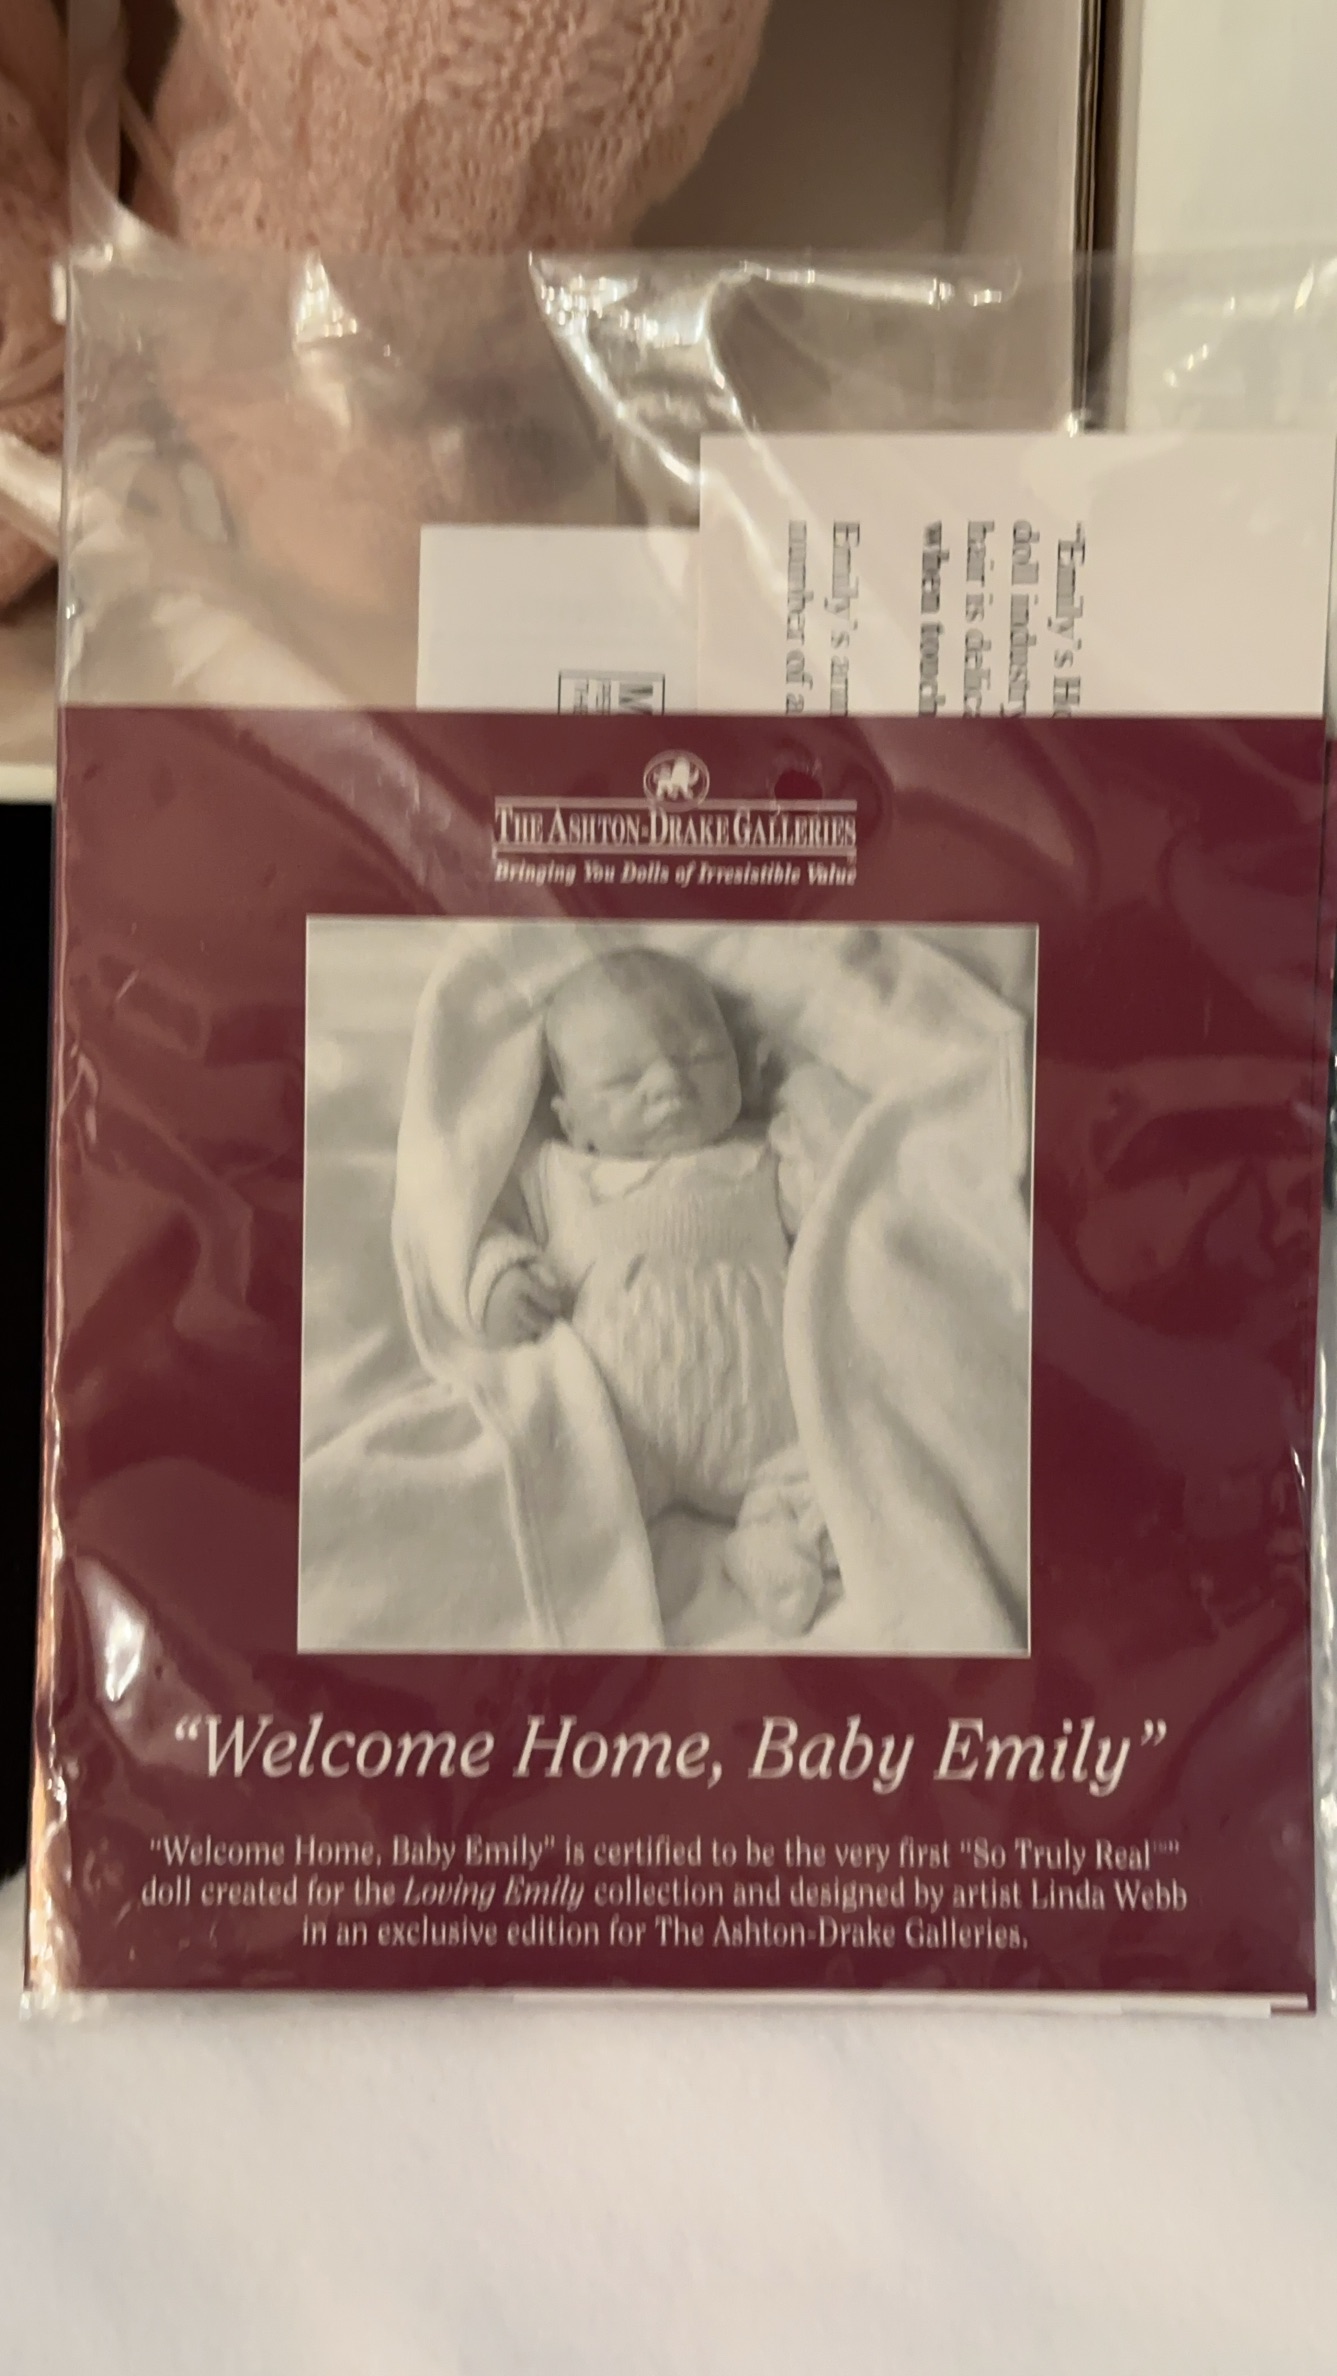 "Emily's
doll industry
hair is
when
Emily's
number of
THE ASHTON-DRAKE GALLERIES
Bringing You Dolls of Irresistible Value
"Welcome Home, Baby Emily"
"Welcome Home, Baby Emily" is certified to be the very first "So Truly Real™"
doll created for the Loving Emily collection and designed by artist Linda Webb
in an exclusive edition for The Ashton-Drake Galleries.